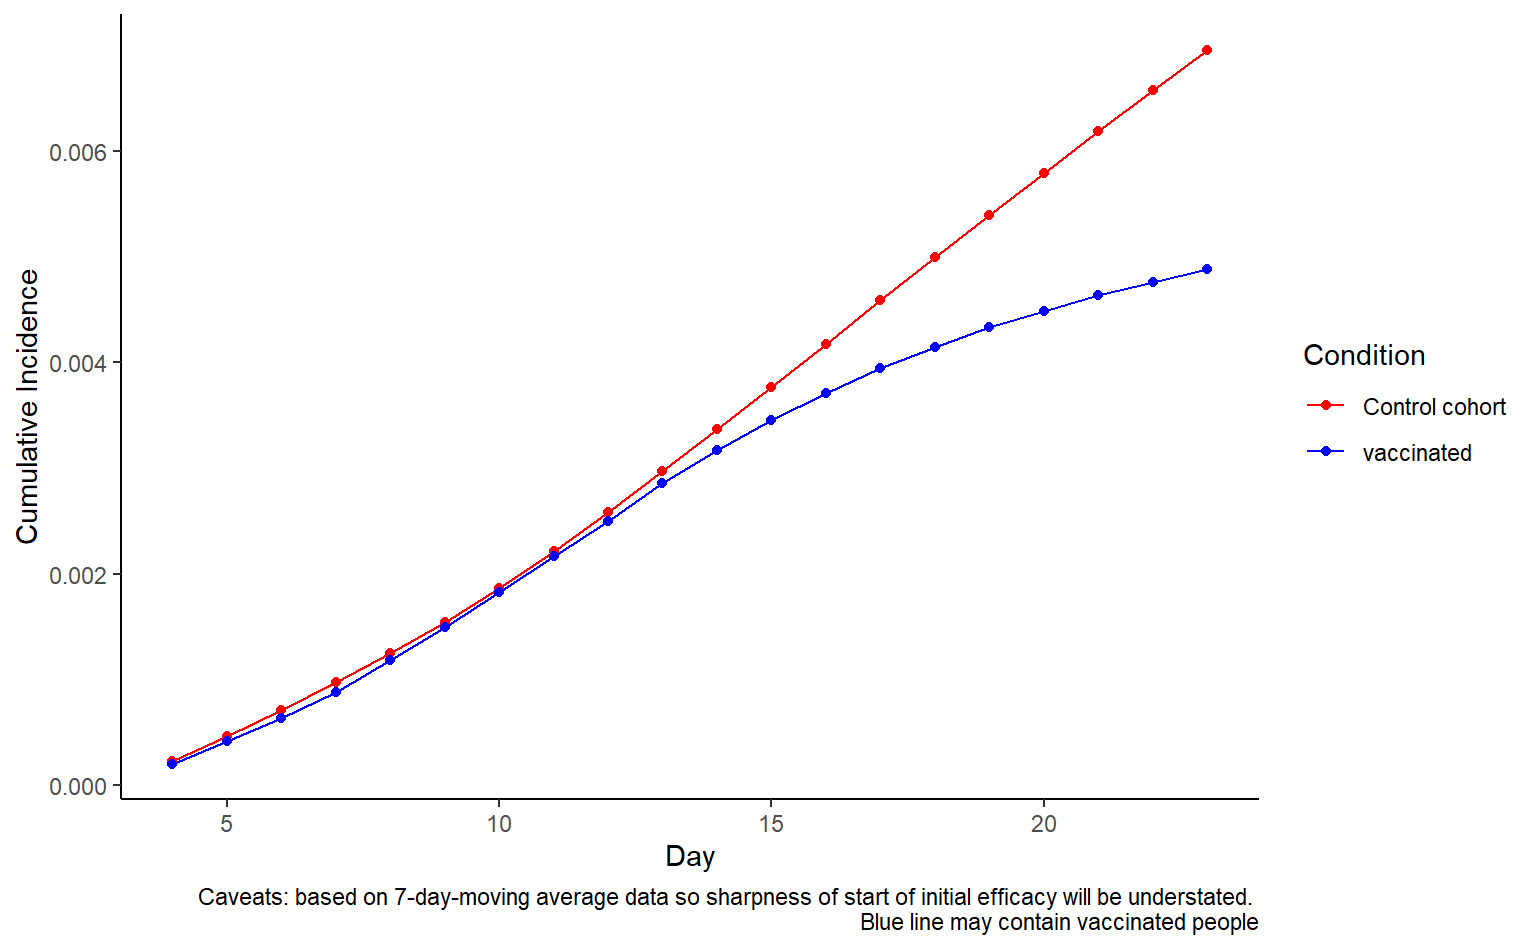 Cumulative Incidence
0.006
0.004
0.002
0.000
5 10 15 20
Day
Condition
Control cohort
vaccinated
Caveats: based on 7-day-moving average data so sharpness of start of initial efficacy will be understated.
Blue line may contain vaccinated people